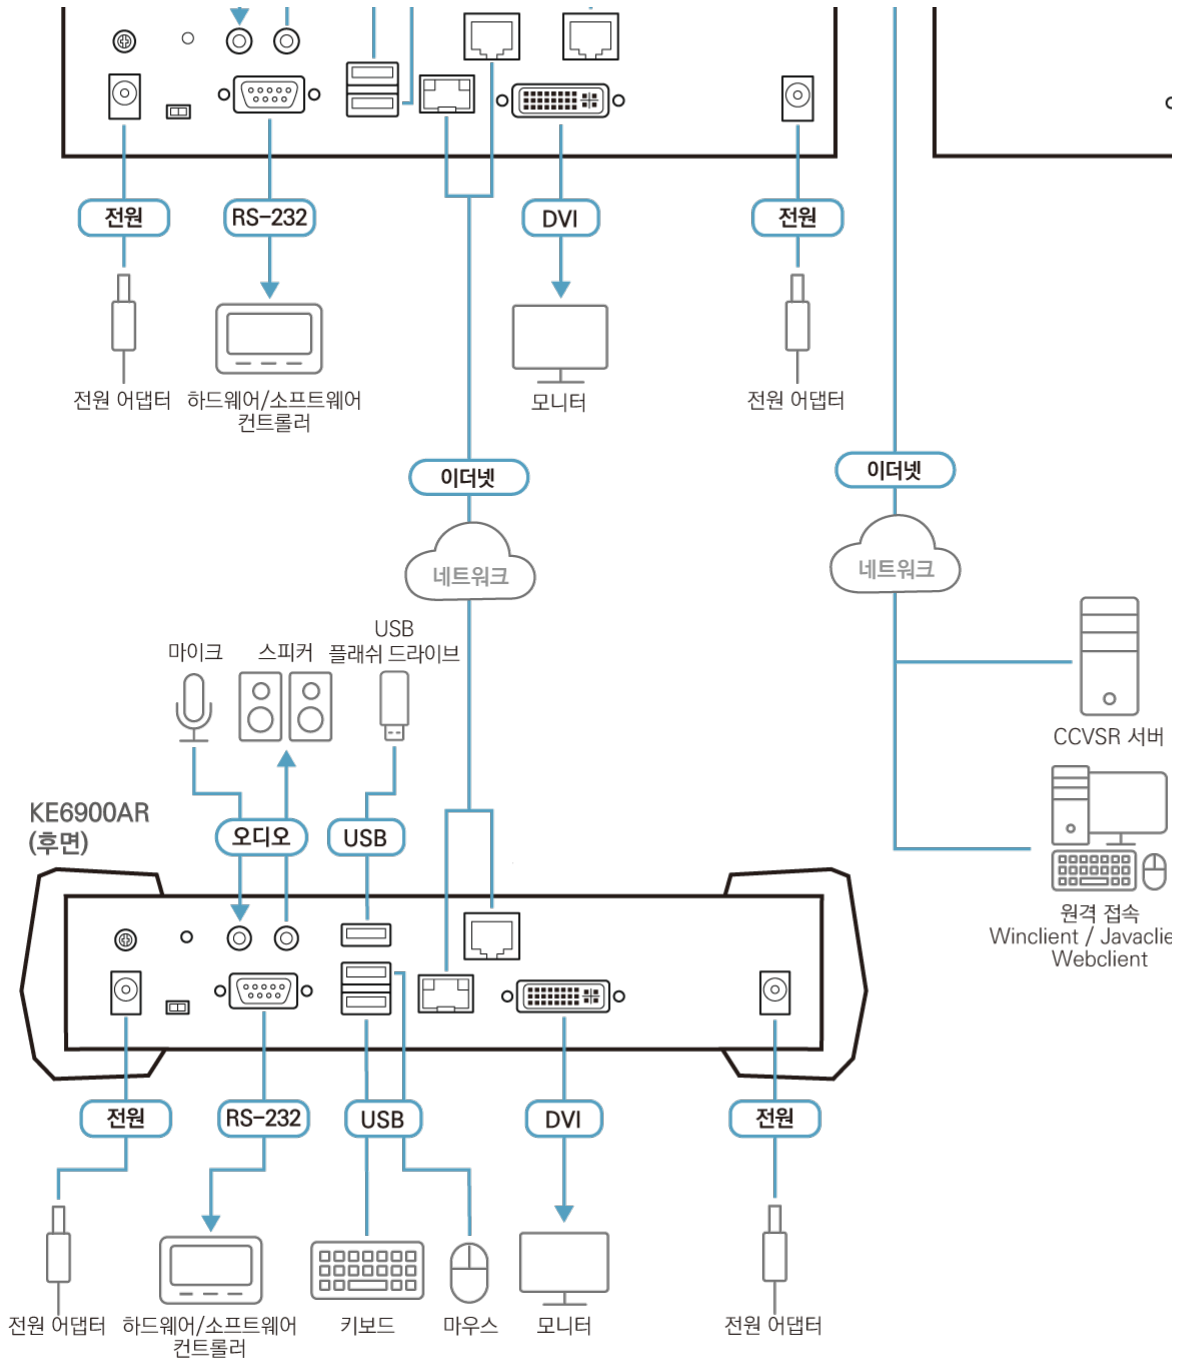 전원
RS-232
DVI
전원
전원 어댑터
하드웨어/소프트웨어
컨트롤러
모니터
전원 어댑터
이더넷
이더넷
네트워크
네트워크
마이크
스피커
USB
플래쉬 드라이브
CCVSR 서버
KE6900AR
(후면)
오디오
USB
원격 접속
Winclient / Javaclie
Webclient
전원
RS-232
USB
DVI
전원
전원 어댑터
하드웨어/소프트웨어
컨트롤러
키보드
마우스
모니터
전원 어댑터